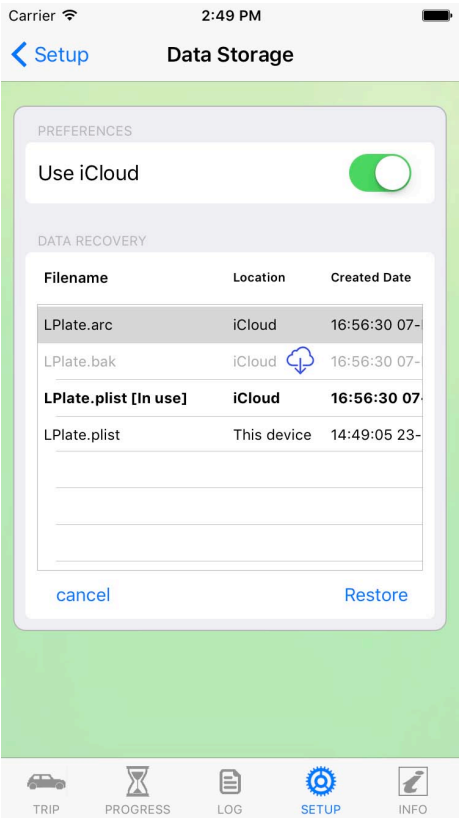 Carrier 2:49 PM
Setup Data Storage
PREFERENCES
Use iCloud
DATA RECOVERY
Filename Location Created Date
LPlate.arc iCloud 16:56:30 07-
LPlate.bak iCloud 16:56:30 07-
LPlate.plist [In use] iCloud 16:56:30 07-
LPlate.plist This device 14:49:05 23-
cancel Restore
TRIP PROGRESS LOG SETUP INFO